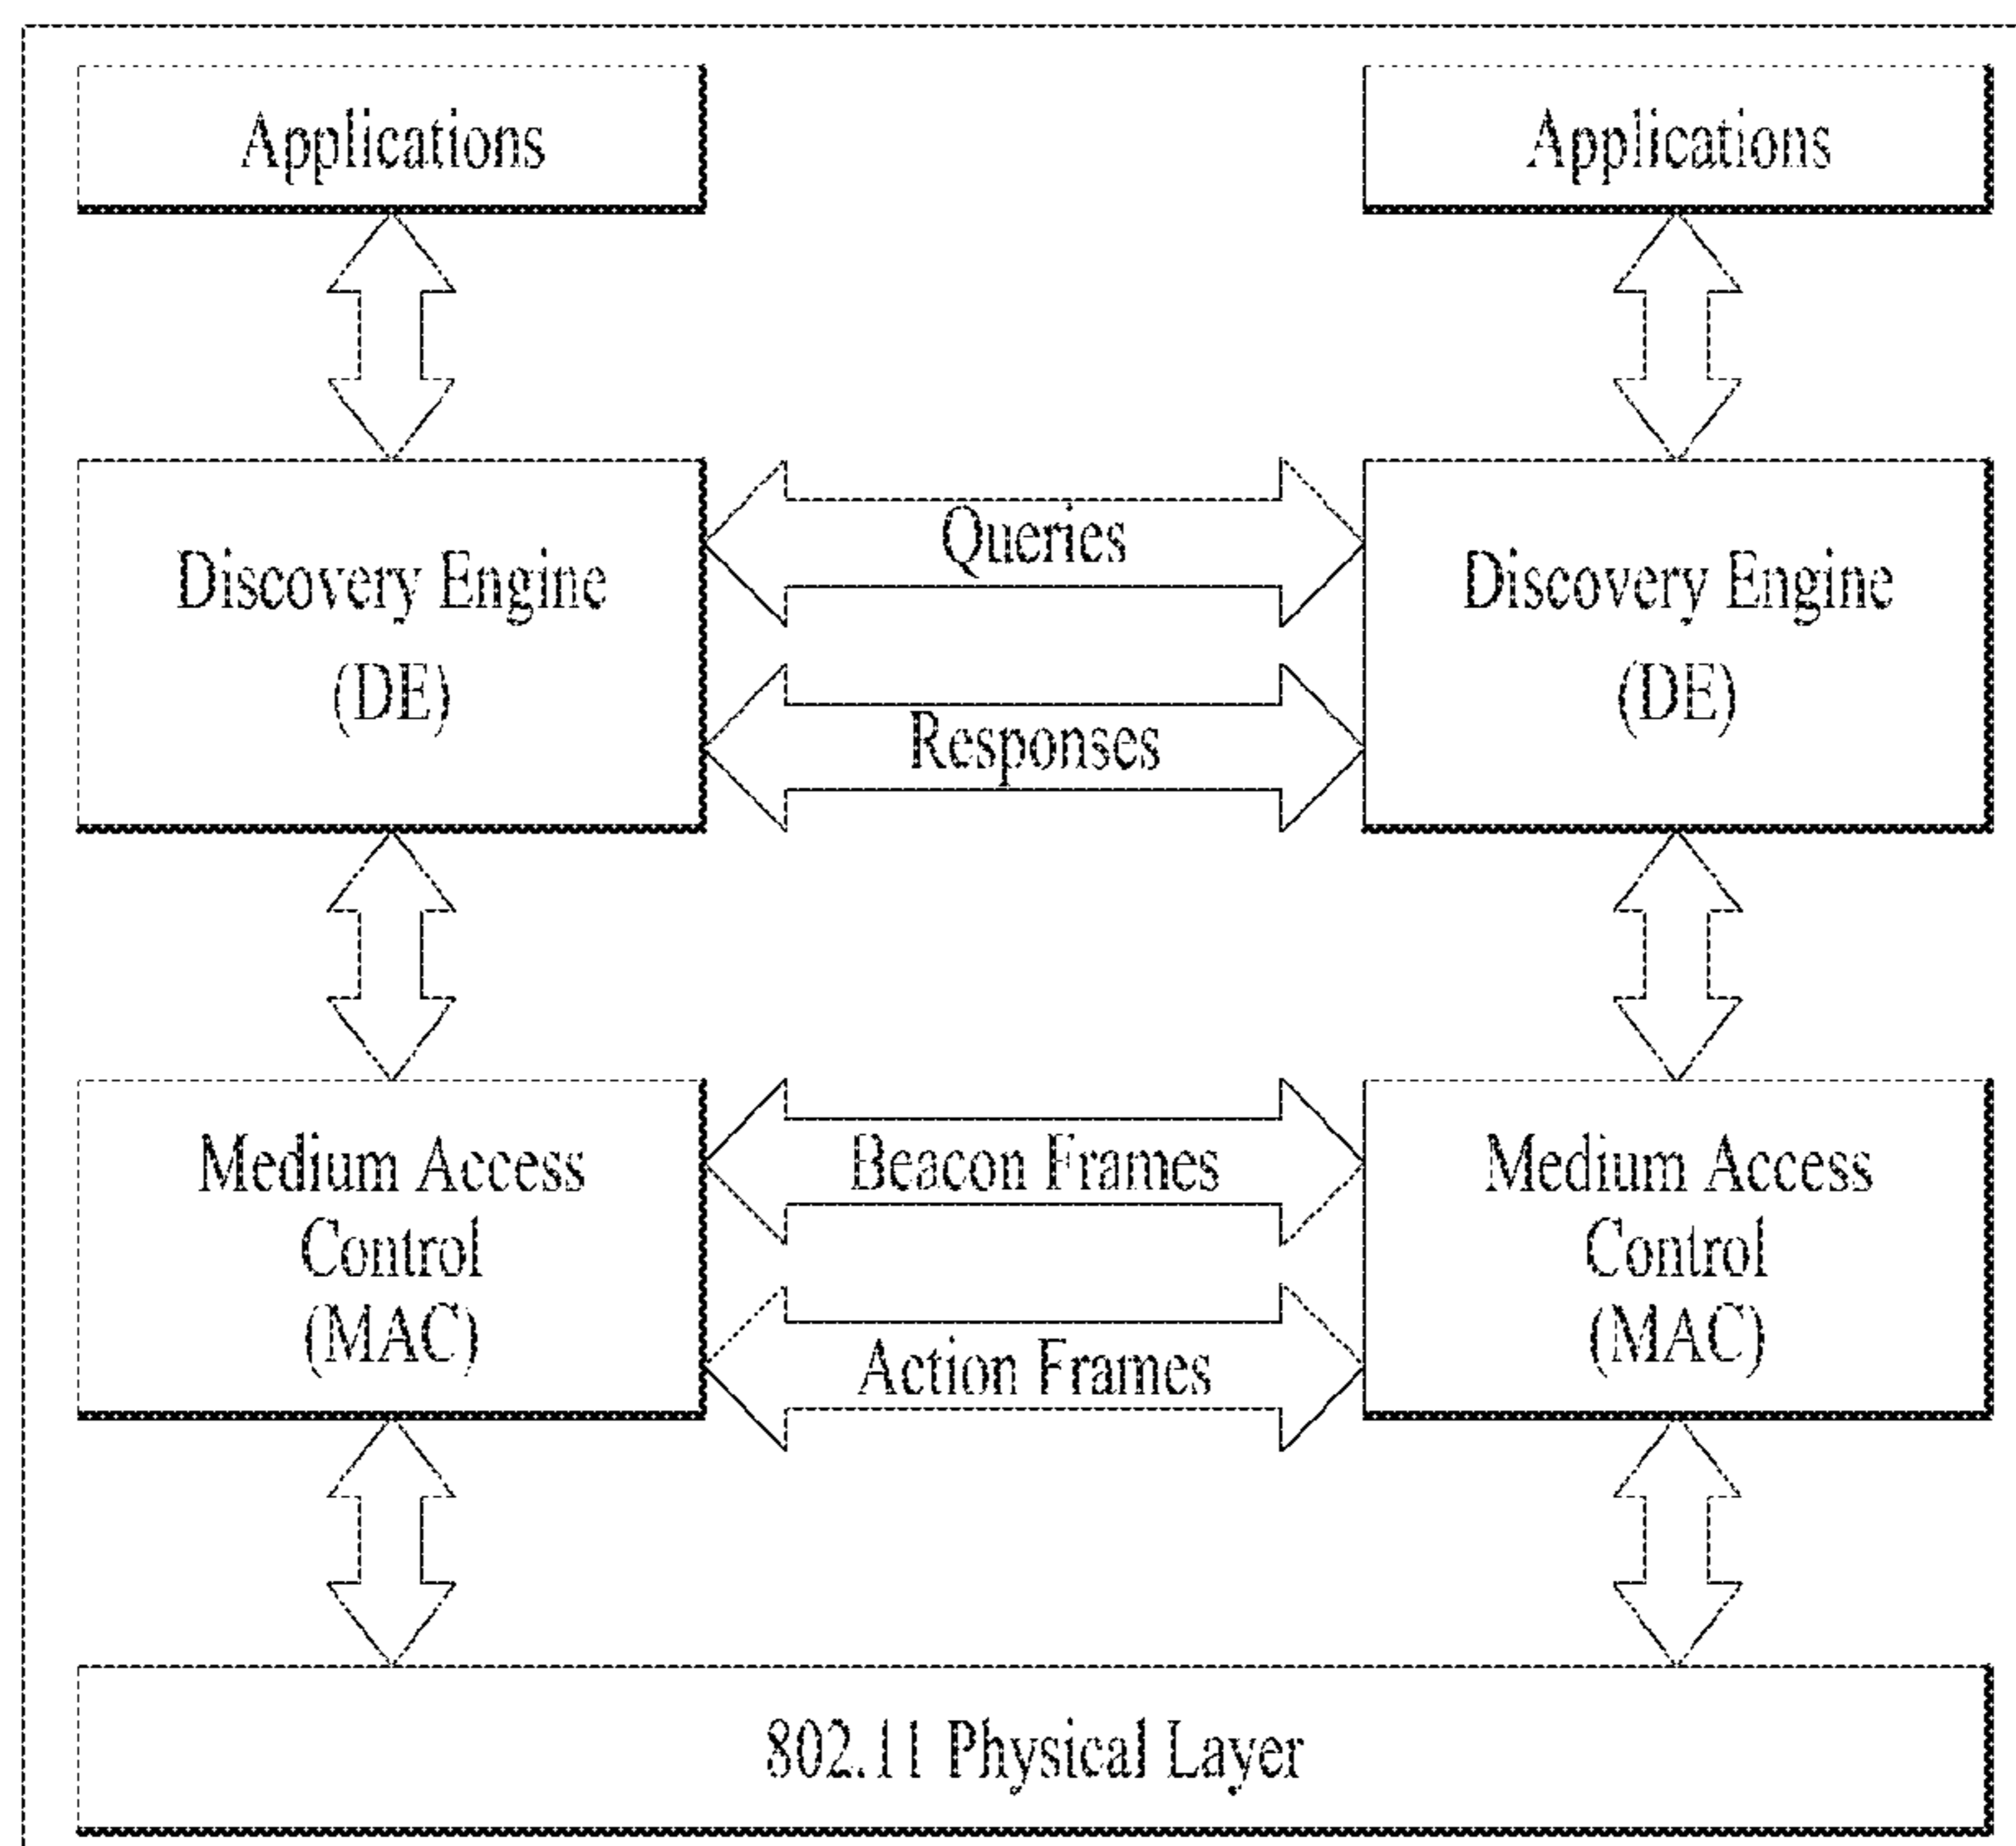 Applications
Applications
Discovery Engine
(DE)
Queries
Responses
Discovery Engine
(DE)
Medium Access
Control
(MAC)
Beacon Frames
Action Frames
Medium Access
Control
(MAC)
802.11 Physical Layer